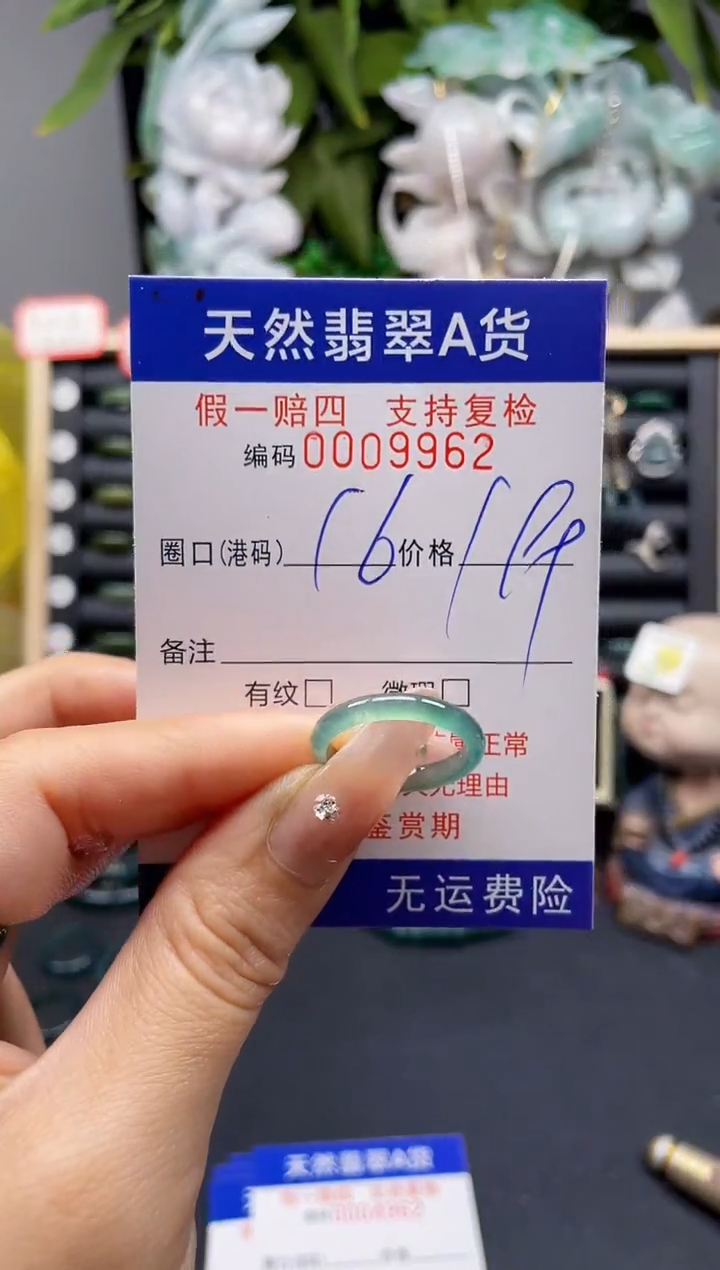 天然翡翠A货
假一赔四 支持复检
编码0009962
圈口(港码) 16 价格
备注
有纹□ 微瑕□
正常
无理由
鉴赏期
无运费险
天然翡翠A货